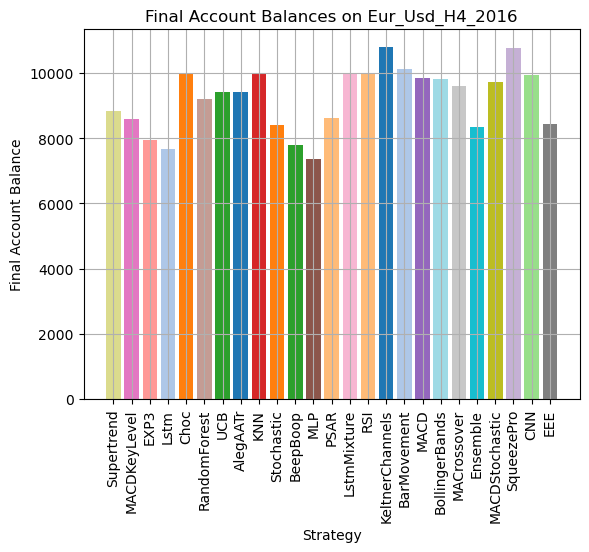 Final Account Balances on Eur_Usd_H4_2016
Final Account Balance
10000
8000
6000
4000
2000
0
Supertrend
MACDKeyLevel
EXP3
Lstm
Choc
RandomForest
UCB
AlegAATr
KNN
Stochastic
BeepBoop
MLP
PSAR
LstmMixture
RSI
KeltnerChannels
BarMovement
MACD
BollingerBands
MACrossover
Ensemble
MACDStochastic
SqueezePro
CNN
EEE
Strategy